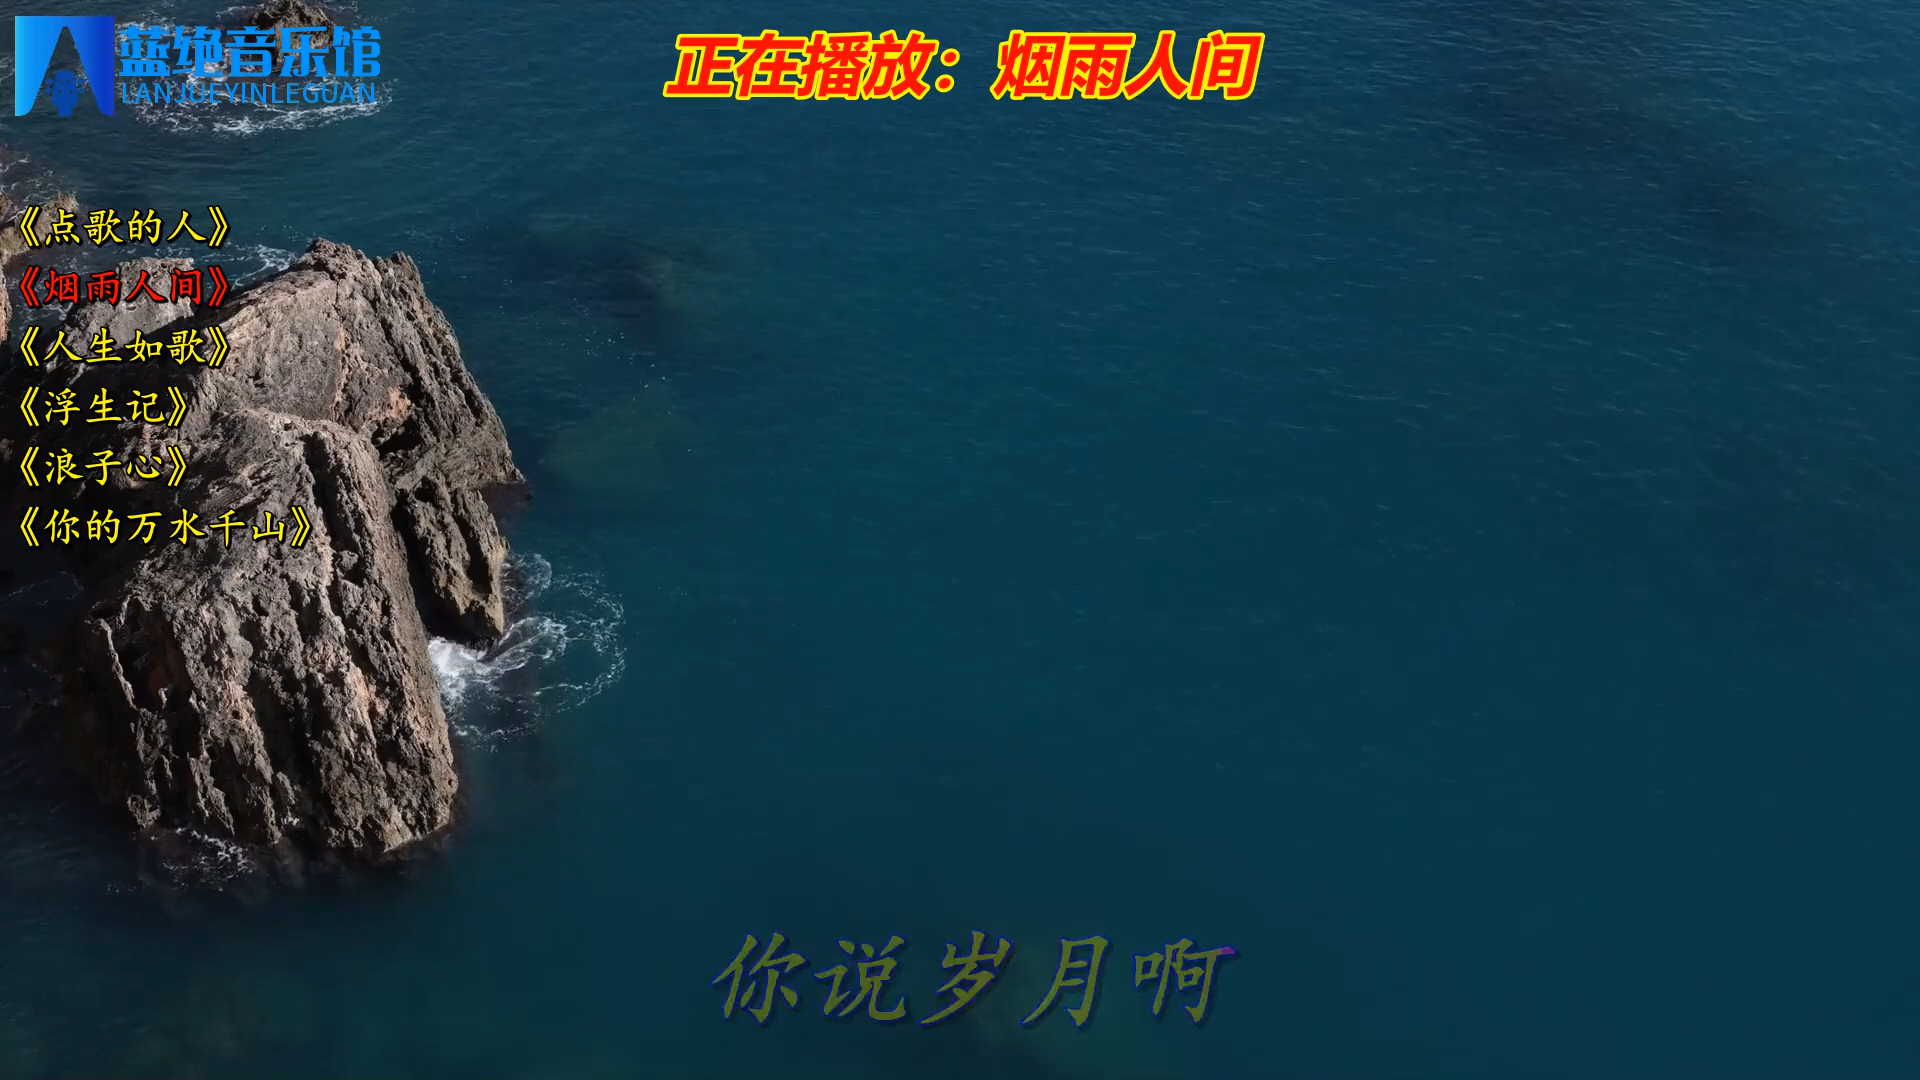 蓝绝音乐馆
LANJUEYINLEGUAN
正在播放：烟雨人间
《点歌的人》
《烟雨人间》
《人生如歌》
《浮生记》
《浪子心》
《你的万水千山》
你说岁月啊